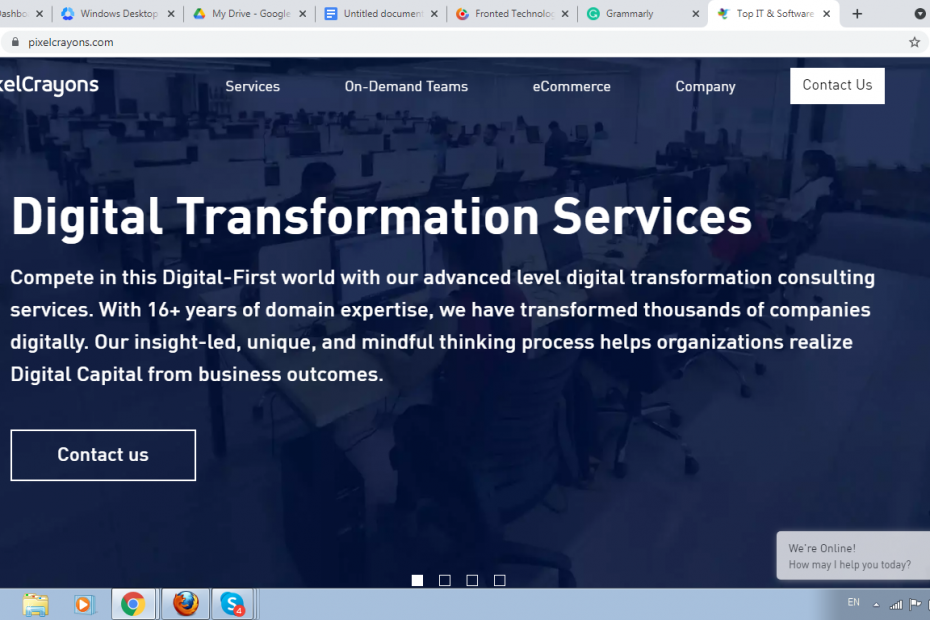 Dashbo
Windows Desktop
My Drive - Google
Untitled document
Fronted Technolog
Grammarly
Top IT & Software
pixelcrayons.com
xelCrayons
Services
On-Demand Teams
eCommerce
Company
Contact Us
Digital Transformation Services
Compete in this Digital-First world with our advanced level digital transformation consulting
services. With 16+ years of domain expertise, we have transformed thousands of companies
digitally. Our insight-led, unique, and mindful thinking process helps organizations realize
Digital Capital from business outcomes.
Contact us
We're Online!
How may I help you today?
4
EN